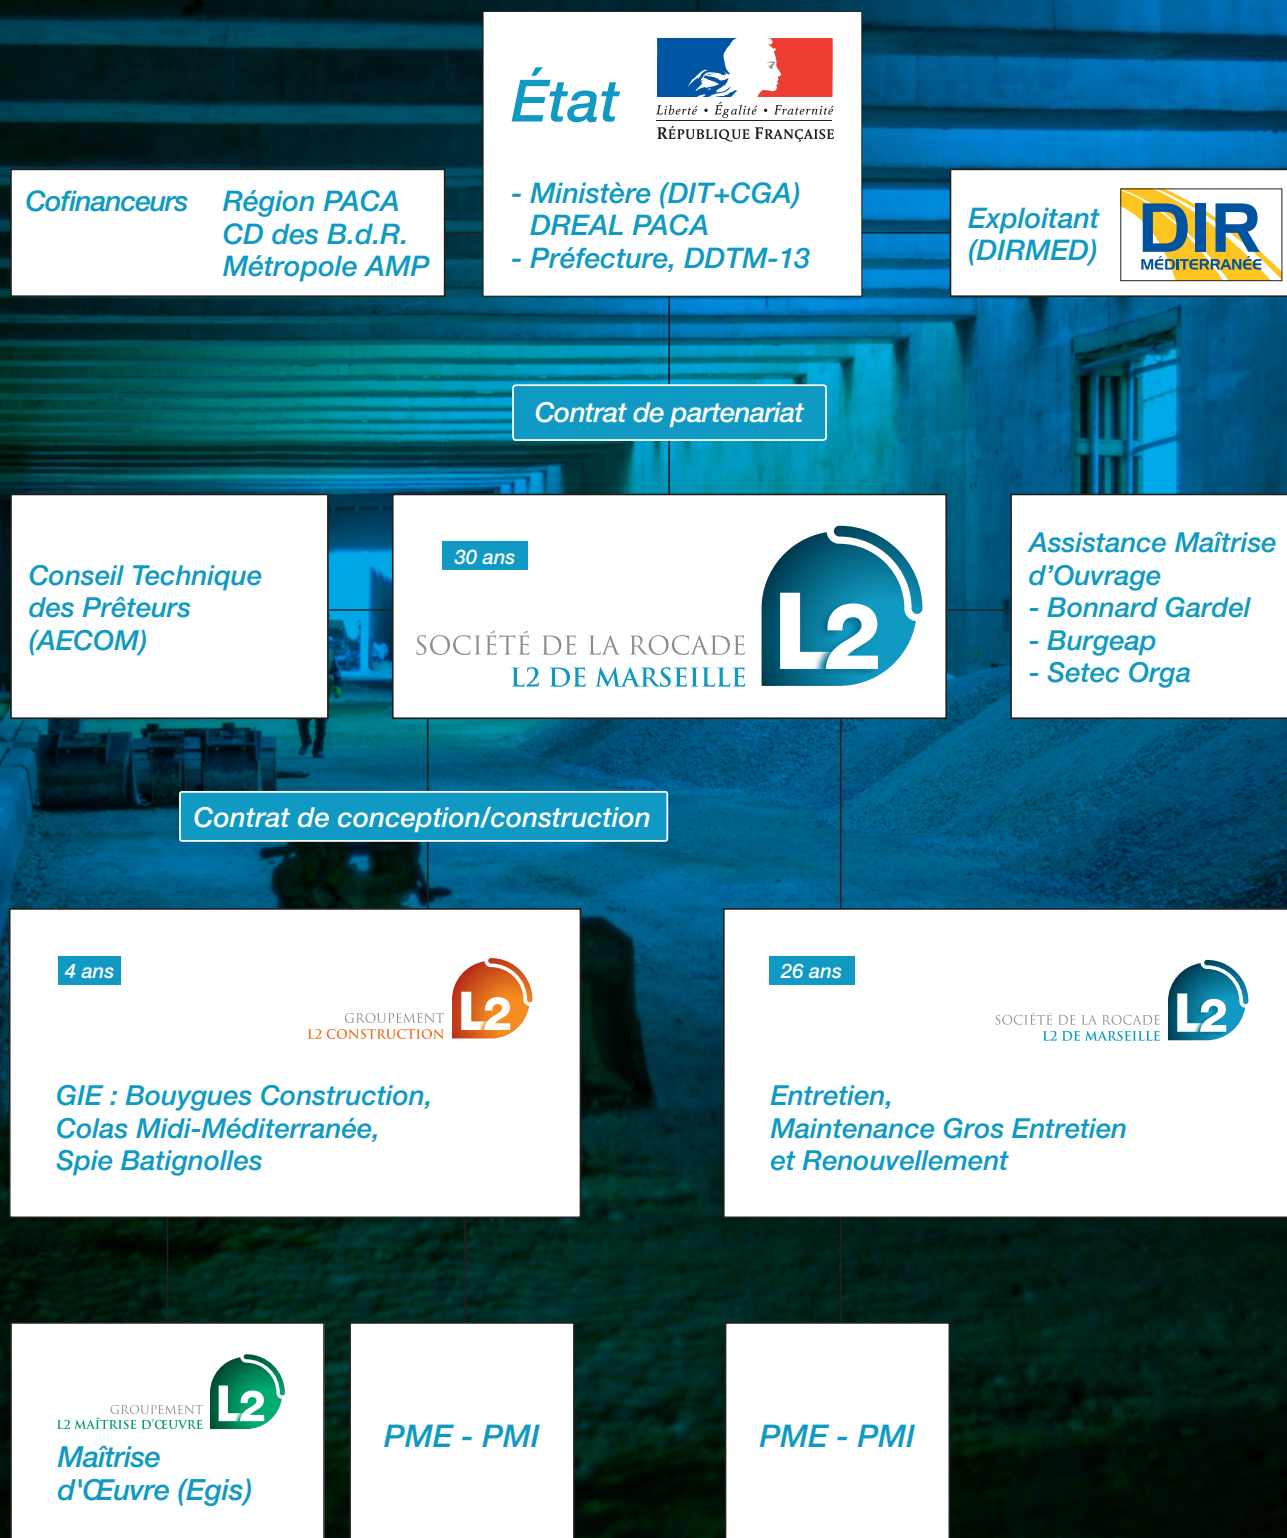 État
Liberté • Égalité • Fraternité
RÉPUBLIQUE FRANÇAISE
- Ministère (DIT+CGA)
DREAL PACA
- Préfecture, DDTM-13
Cofinanceurs
Région PACA
CD des B.d.R.
Métropole AMP
Exploitant
(DIRMED)
DIR
MÉDITERRANÉE
Contrat de partenariat
Conseil Technique
des Prêteurs
(AECOM)
30 ans
SOCIÉTÉ DE LA ROCADE
L2 DE MARSEILLE
L2
Assistance Maîtrise
d’Ouvrage
- Bonnard Gardel
- Burgeap
- Setec Orga
Contrat de conception/construction
4 ans
GROUPEMENT
L2 CONSTRUCTION
L2
GIE : Bouygues Construction,
Colas Midi-Méditerranée,
Spie Batignolles
26 ans
SOCIÉTÉ DE LA ROCADE
L2 DE MARSEILLE
L2
Entretien,
Maintenance Gros Entretien
et Renouvellement
GROUPEMENT
L2 MAÎTRISE D'ŒUVRE
L2
Maîtrise
d'Œuvre (Egis)
PME - PMI
PME - PMI